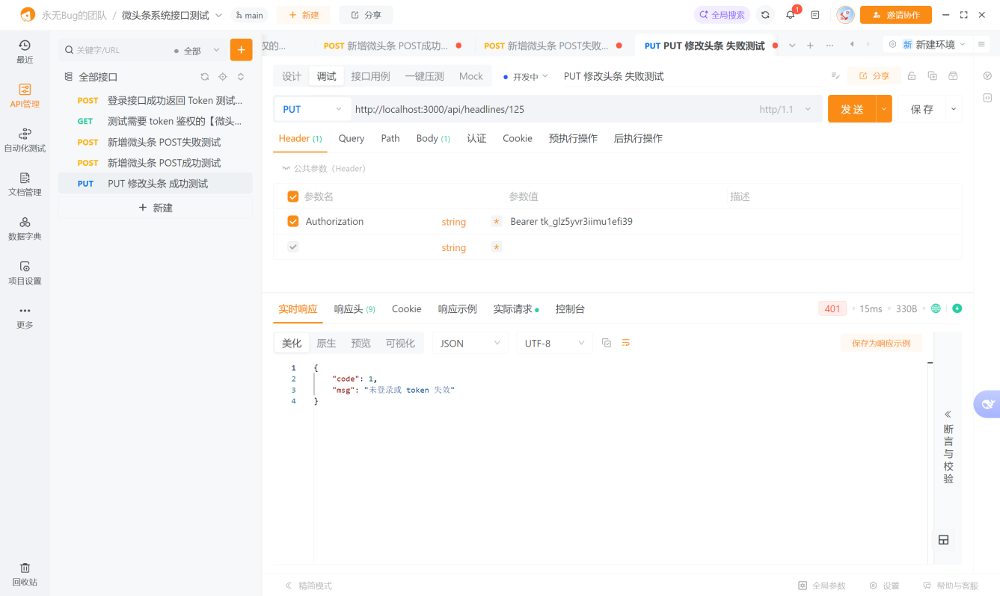 永无Bug的团队 / 微头条系统接口测试 main + 新建 分享 全局搜索 1 邀请协作
最近
API管理
自动化测试
文档管理
数据字典
项目设置
更多
回收站
关键字/URL 全部 +
全部接口
POST 登录接口成功返回 Token 测试...
GET 测试需要 token 鉴权的【微头...
POST 新增微头条 POST失败测试
POST 新增微头条 POST成功测试
PUT PUT 修改头条 成功测试
+ 新建
权的... POST 新增微头条 POST成功... POST 新增微头条 POST失败... PUT PUT 修改头条 失败测试 + ... 新 新建环境
设计 调试 接口用例 一键压测 Mock 开发中 PUT 修改头条 失败测试 分享
PUT http://localhost:3000/api/headlines/125 http/1.1 发送 保存
Header (1) Query Path Body (1) 认证 Cookie 预执行操作 后执行操作
公共参数（Header）
参数名 参数值 描述
Authorization string * Bearer tk_glz5yvr3iimu1efi39
string *
实时响应 响应头 (9) Cookie 响应示例 实际请求 控制台 401 15ms 330B
美化 原生 预览 可视化 JSON UTF-8 保存为响应示例
1 {
2 "code": 1,
3 "msg": "未登录或 token 失效"
4 }
断言与校验
精简模式 全局参数 设置 帮助与客服